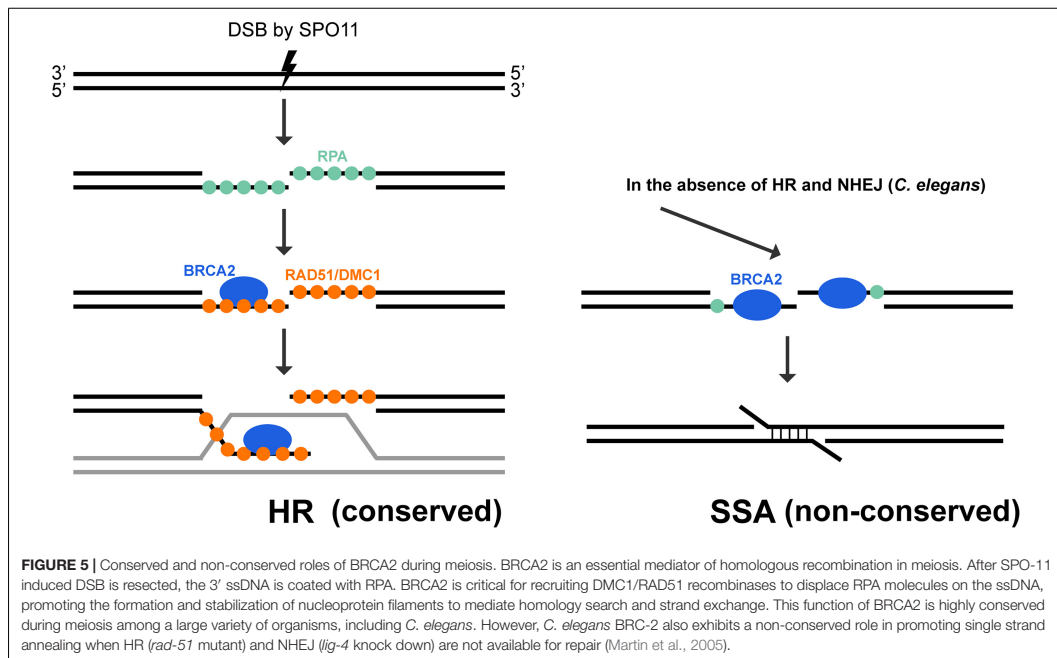 DSB by SPO11
3’ 5’
5’ 3’
RPA
In the absence of HR and NHEJ (C. elegans)
BRCA2 RAD51/DMC1
BRCA2
HR (conserved)
SSA (non-conserved)
FIGURE 5 | Conserved and non-conserved roles of BRCA2 during meiosis. BRCA2 is an essential mediator of homologous recombination in meiosis. After SPO-11
induced DSB is resected, the 3′ ssDNA is coated with RPA. BRCA2 is critical for recruiting DMC1/RAD51 recombinases to displace RPA molecules on the ssDNA,
promoting the formation and stabilization of nucleoprotein filaments to mediate homology search and strand exchange. This function of BRCA2 is highly conserved
during meiosis among a large variety of organisms, including C. elegans. However, C. elegans BRC-2 also exhibits a non-conserved role in promoting single strand
annealing when HR (rad-51 mutant) and NHEJ (lig-4 knock down) are not available for repair (Martin et al., 2005).